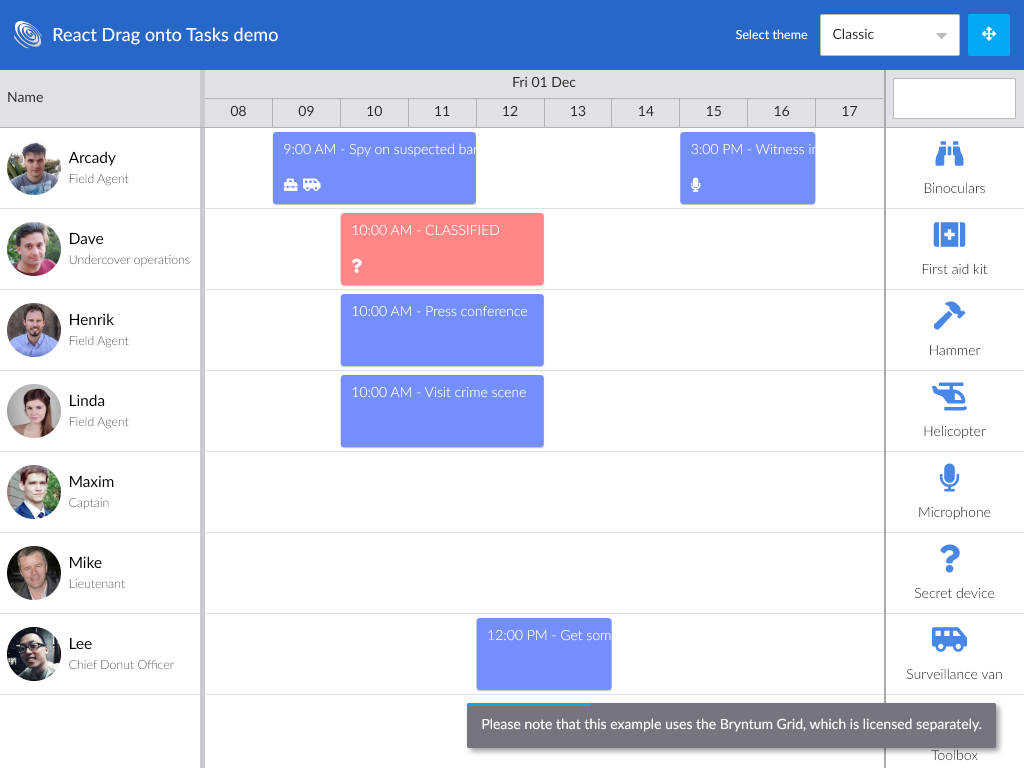 React Drag onto Tasks demo
Select theme
Classic
Name
Fri 01 Dec
08 09 10 11 12 13 14 15 16 17
Arcady
Field Agent
9:00 AM - Spy on suspected
3:00 PM - Witness
Binoculars
Dave
Undercover operations
10:00 AM - CLASSIFIED
?
First aid kit
Henrik
Field Agent
10:00 AM - Press conference
Hammer
Linda
Field Agent
10:00 AM - Visit crime scene
Helicopter
Maxim
Captain
Microphone
Mike
Lieutenant
?
Secret device
Lee
Chief Donut Officer
12:00 PM - Get som
Surveillance van
Please note that this example uses the Bryntum Grid, which is licensed separately.
Toolbox